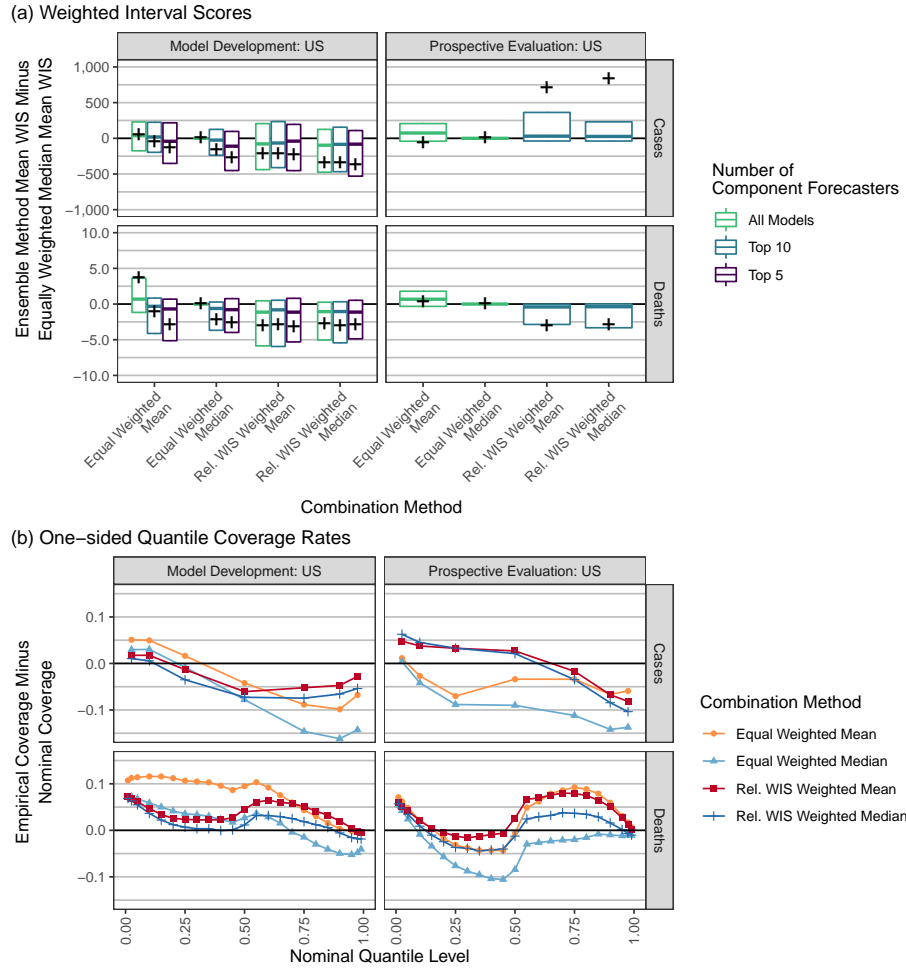 (a) Weighted Interval Scores
Model Development: US
Prospective Evaluation: US
Ensemble Method Mean WIS Minus
Equally Weighted Median Mean WIS
1,000
500
0
−500
−1,000
Cases
10.0
5.0
0.0
−5.0
−10.0
Deaths
Equal Weighted
Mean
Equal Weighted
Median
Rel. WIS Weighted
Mean
Rel. WIS Weighted
Median
Equal Weighted
Mean
Equal Weighted
Median
Rel. WIS Weighted
Mean
Rel. WIS Weighted
Median
Combination Method
Number of
Component Forecasters
All Models
Top 10
Top 5
(b) One−sided Quantile Coverage Rates
Model Development: US
Prospective Evaluation: US
Empirical Coverage Minus
Nominal Coverage
0.1
0.0
−0.1
Cases
0.1
0.0
−0.1
Deaths
0.00
0.25
0.50
0.75
1.00
0.00
0.25
0.50
0.75
1.00
Nominal Quantile Level
Combination Method
Equal Weighted Mean
Equal Weighted Median
Rel. WIS Weighted Mean
Rel. WIS Weighted Median